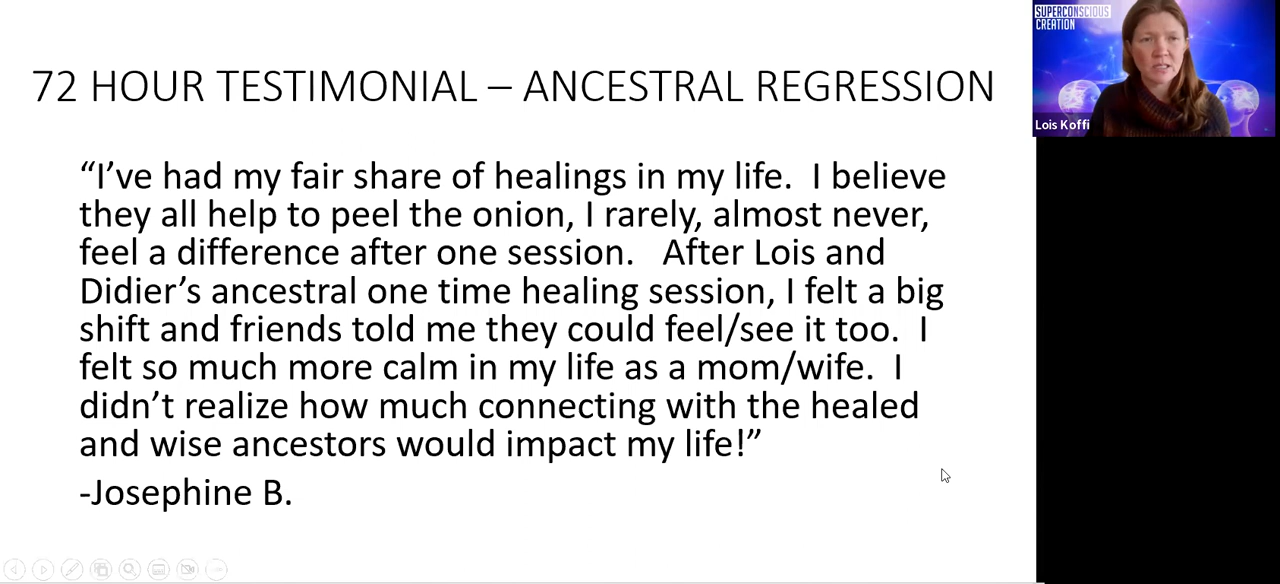 SUPERCONSCIOUS
CREATION
Lois Koffi
72 HOUR TESTIMONIAL – ANCESTRAL REGRESSION
“I’ve had my fair share of healings in my life.  I believe
they all help to peel the onion, I rarely, almost never,
feel a difference after one session.   After Lois and
Didier’s ancestral one time healing session, I felt a big
shift and friends told me they could feel/see it too.  I
felt so much more calm in my life as a mom/wife.  I
didn’t realize how much connecting with the healed
and wise ancestors would impact my life!”
-Josephine B.